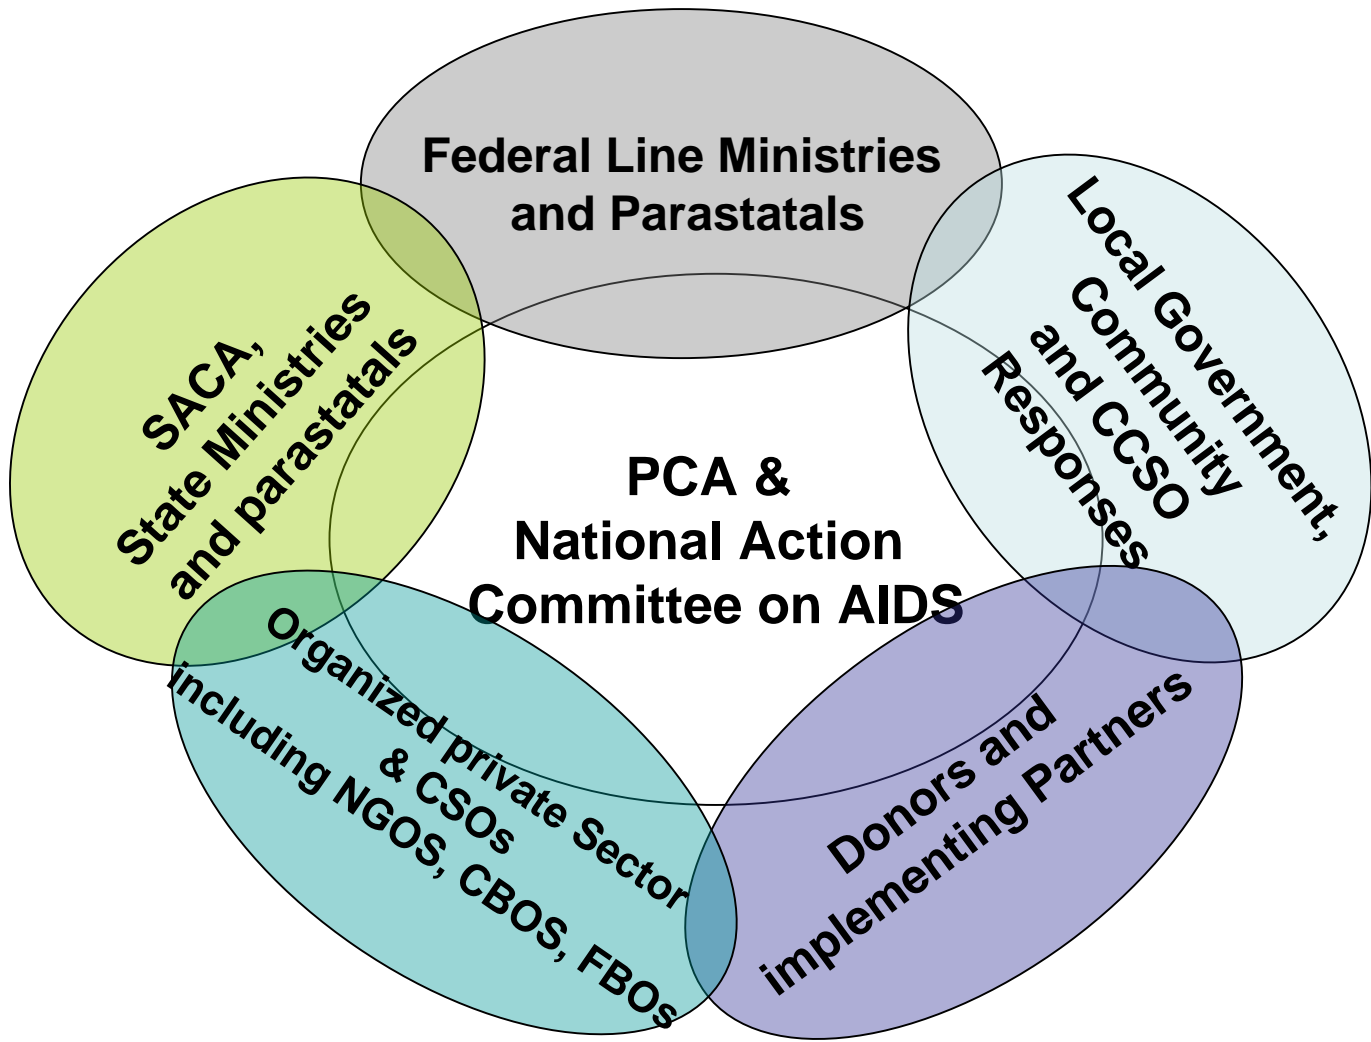 Federal Line Ministries
and Parastatals
Local Government,
Community
and CCSO
Responses
SACA,
State Ministries
and parastatals
PCA &
National Action
Committee on AIDS
Organized private Sector
& CSOs
including NGOS, CBOS, FBOs
Donors and
implementing Partners